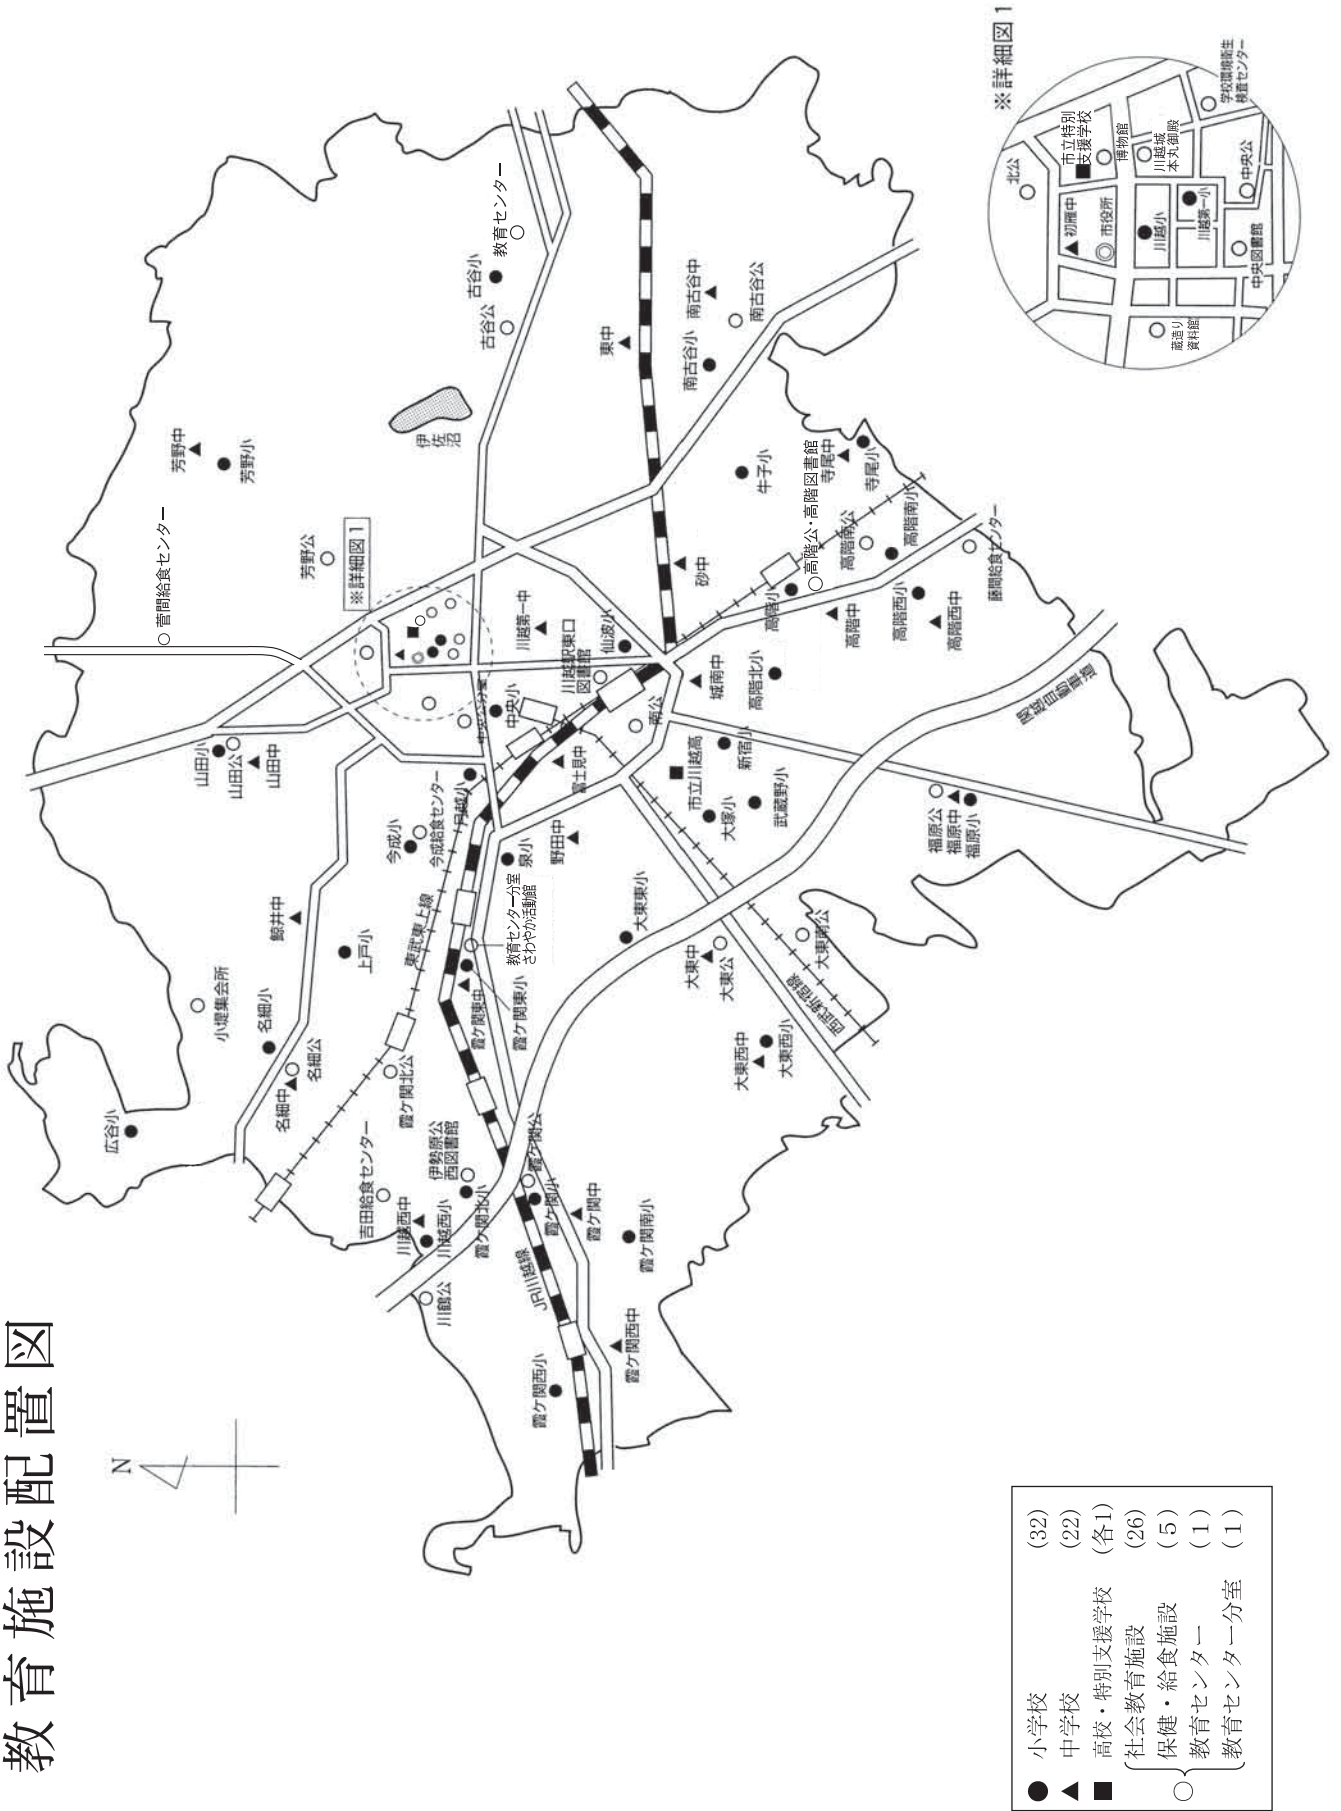 教育施設配置図
N
広谷小
小堤集会所
名細小
名細中
名細公
鯨井中
上戸小
吉田給食センター
霞ケ関北公
川越西中
川越西小
川鶴公
伊勢原公
西図書館
霞ケ関北小
霞ケ関公
霞ケ関小
霞ケ関中
霞ケ関南小
霞ケ関西中
霞ケ関西小
JR川越線
霞ケ関東中
霞ケ関東小
教育センター分室
さわやか活動館
東武東上線
山田小
山田公
山田中
今成小
今成給食センター
月越小
泉小
野田中
菅間給食センター
芳野中
芳野小
芳野公
※詳細図1
伊佐沼
古谷小
古谷公
教育センター
東中
南古谷中
南古谷小
南古谷公
中央公分室
中央小
川越第一中
川越駅東口
図書館
仙波小
富士見中
南公
砂中
城南中
牛子小
高階公・高階図書館
寺尾中
寺尾小
高階南公
高階南小
高階小
高階中
高階西小
高階西中
高階北小
藤間給食センター
市立川越高
新宿小
大塚小
武蔵野小
関越自動車道
福原公
福原中
福原小
大東東小
大東中
大東公
大東南公
大東西中
大東西小
西武新宿線
※詳細図1
北公
市立特別
支援学校
博物館
川越城
本丸御殿
学校環境衛生
検査センター
初雁中
市役所
川越小
川越第一小
中央公
中央図書館
蔵造り
資料館
● 小学校 (32)
▲ 中学校 (22)
■ 高校・特別支援学校 (各1)
社会教育施設 (26)
保健・給食施設 (5)
○ 教育センター (1)
教育センター分室 (1)